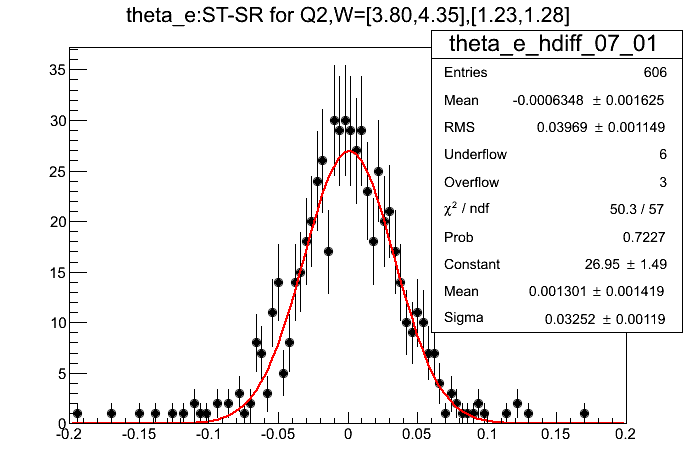 theta_e:ST-SR for Q2,W=[3.80,4.35],[1.23,1.28]
theta_e_hdiff_07_01
Entries 606
Mean -0.0006348 ± 0.001625
RMS 0.03969 ± 0.001149
Underflow 6
Overflow 3
χ² / ndf 50.3 / 57
Prob 0.7227
Constant 26.95 ± 1.49
Mean 0.001301 ± 0.001419
Sigma 0.03252 ± 0.00119
35
30
25
20
15
10
5
0
-0.2 -0.15 -0.1 -0.05 0 0.05 0.1 0.15 0.2